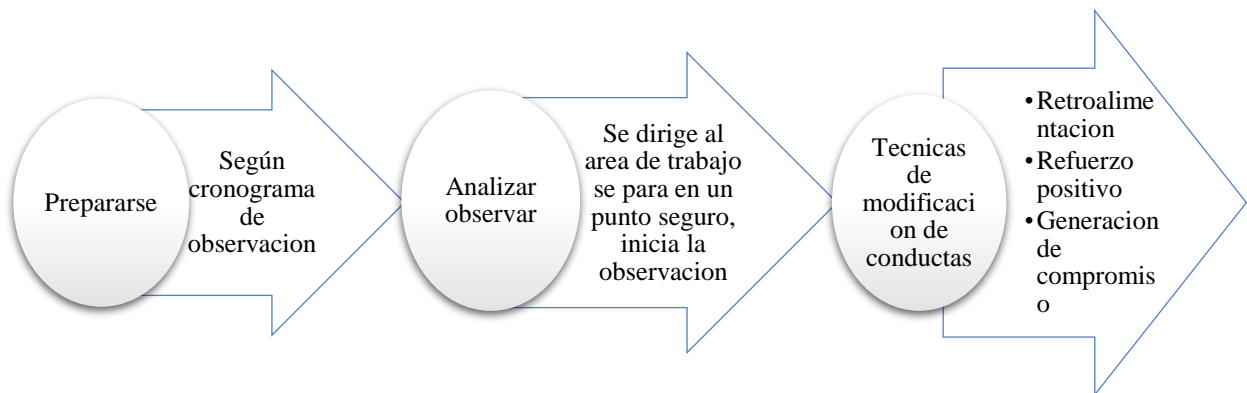 Prepararse
Según
cronograma
de
observacion
Analizar
observar
Se dirige al
area de trabajo
se para en un
punto seguro,
inicia la
observacion
Tecnicas
de
modificaci
on de
conductas
•Retroalime
ntacion
•Refuerzo
positivo
•Generacion
de
compromis
o